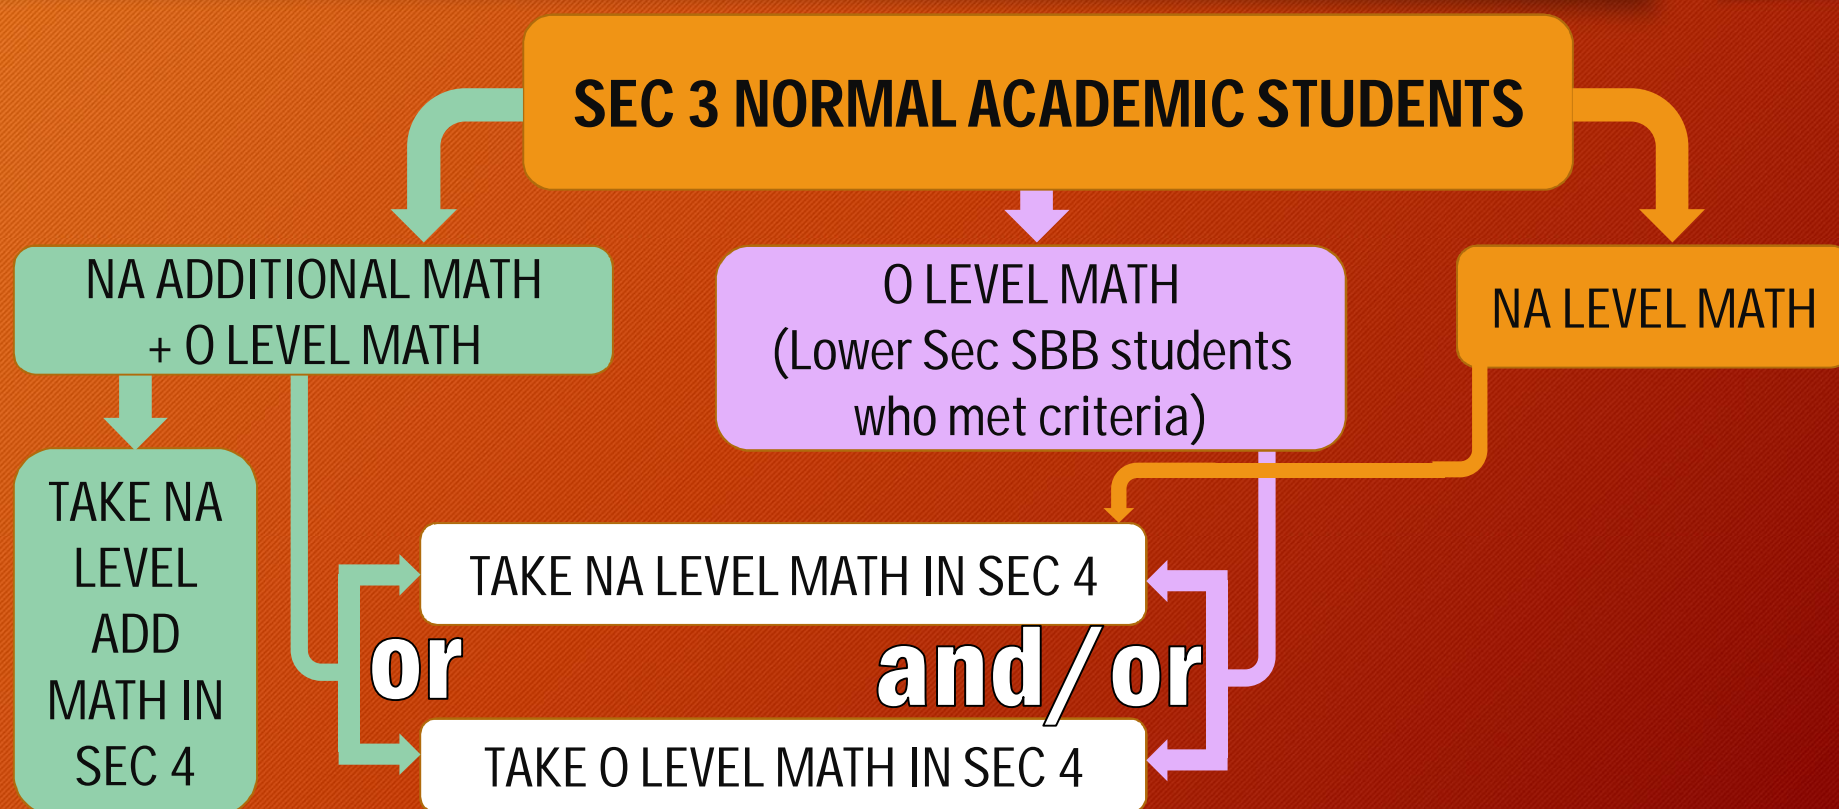 SEC 3 NORMAL ACADEMIC STUDENTS
NA ADDITIONAL MATH
+ O LEVEL MATH
O LEVEL MATH
(Lower Sec SBB students
who met criteria)
NA LEVEL MATH
TAKE NA
LEVEL
ADD
MATH IN
SEC 4
TAKE NA LEVEL MATH IN SEC 4
or
and/or
TAKE O LEVEL MATH IN SEC 4